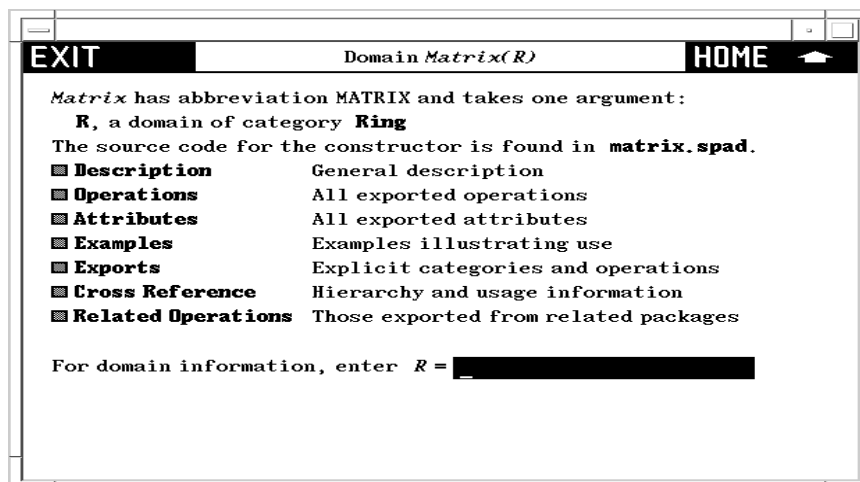 EXIT Domain Matrix(R) HOME
Matrix has abbreviation MATRIX and takes one argument:
R, a domain of category Ring
The source code for the constructor is found in matrix.spad.
Description General description
Operations All exported operations
Attributes All exported attributes
Examples Examples illustrating use
Exports Explicit categories and operations
Cross Reference Hierarchy and usage information
Related Operations Those exported from related packages
For domain information, enter R = _